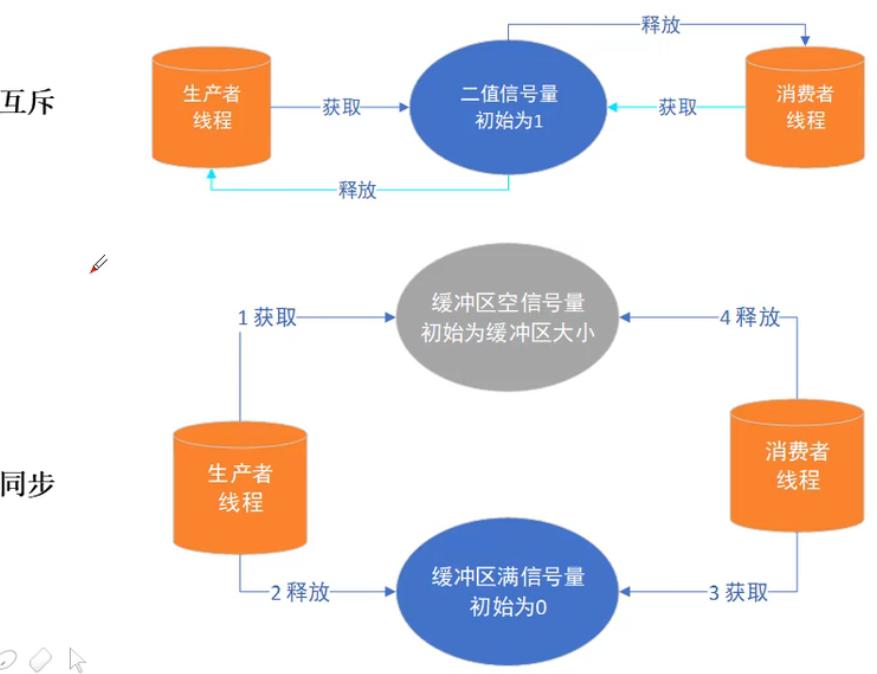 释放
互斥
生产者
线程
获取
二值信号量
初始为1
获取
消费者
线程
释放
缓冲区空信号量
初始为缓冲区大小
1 获取
4 释放
同步
生产者
线程
消费者
线程
缓冲区满信号量
初始为0
2 释放
3 获取